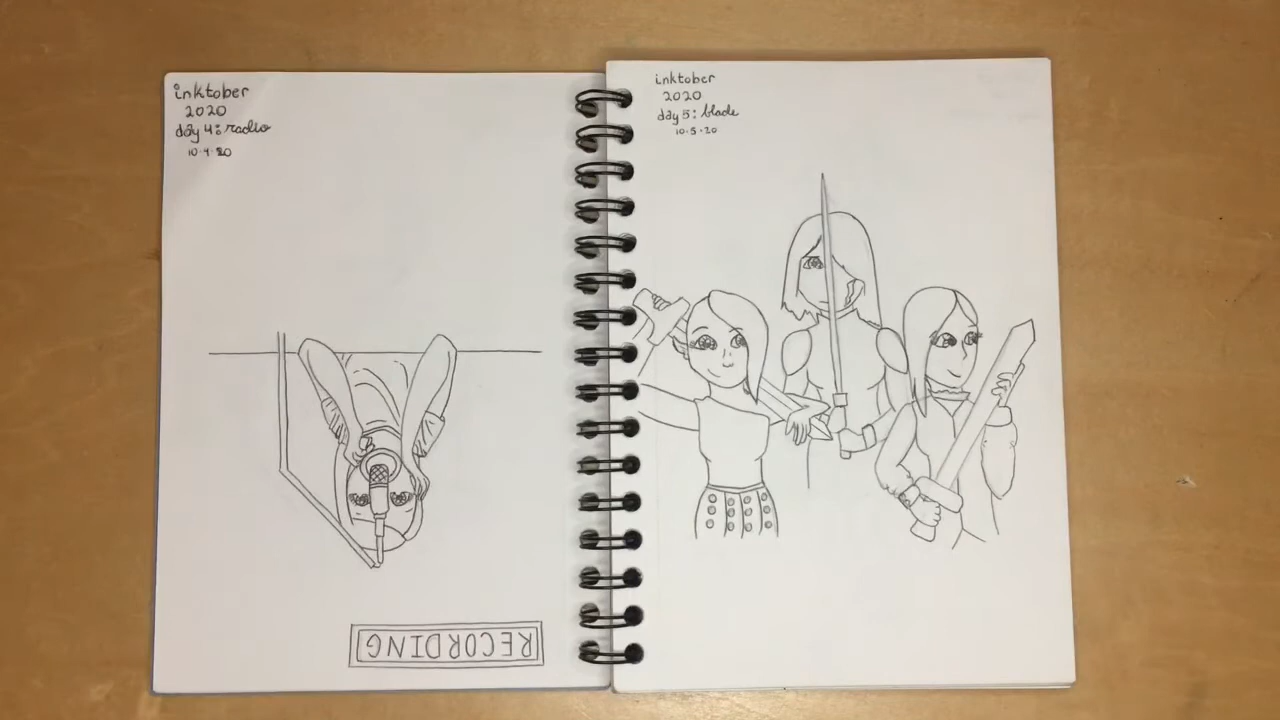 inktober
2020
day 4: radio
10.4.20
inktober
2020
day 5: blade
10.5.20
RECORDING